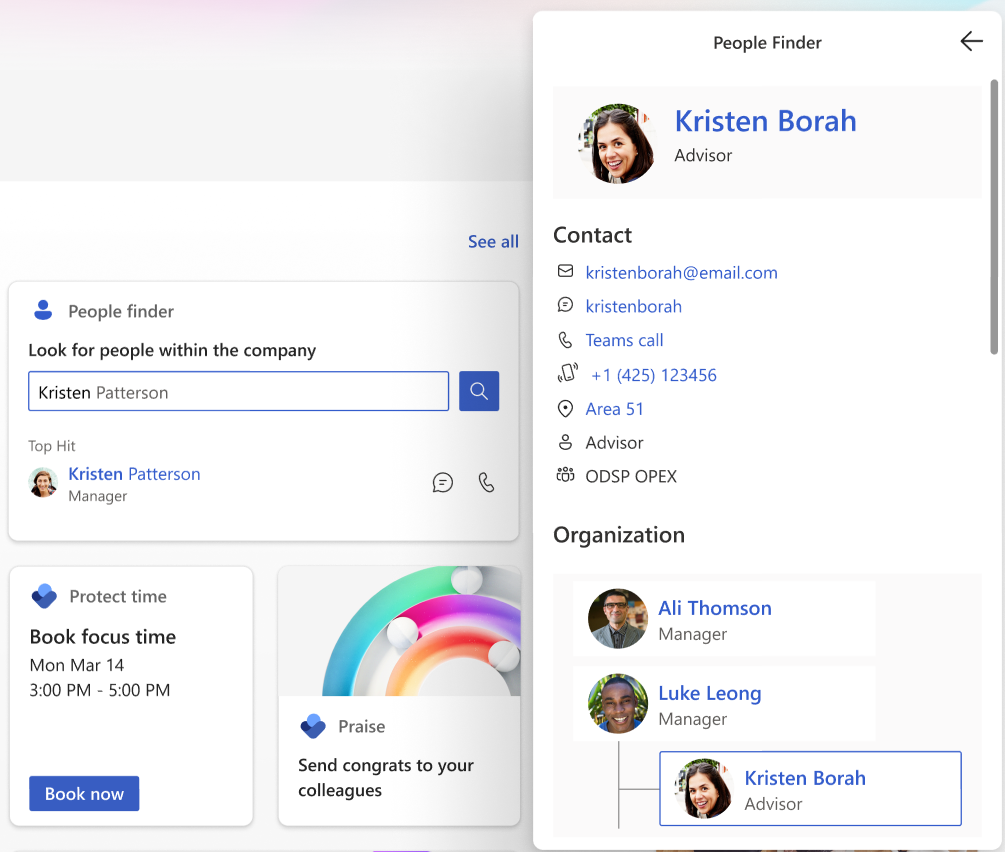 See all
People finder
Look for people within the company
Kristen Patterson
Top Hit
Kristen Patterson
Manager
Protect time
Book focus time
Mon Mar 14
3:00 PM - 5:00 PM
Book now
Praise
Send congrats to your
colleagues
People Finder
Kristen Borah
Advisor
Contact
kristenborah@email.com
kristenborah
Teams call
+1 (425) 123456
Area 51
Advisor
ODSP OPEX
Organization
Ali Thomson
Manager
Luke Leong
Manager
Kristen Borah
Advisor